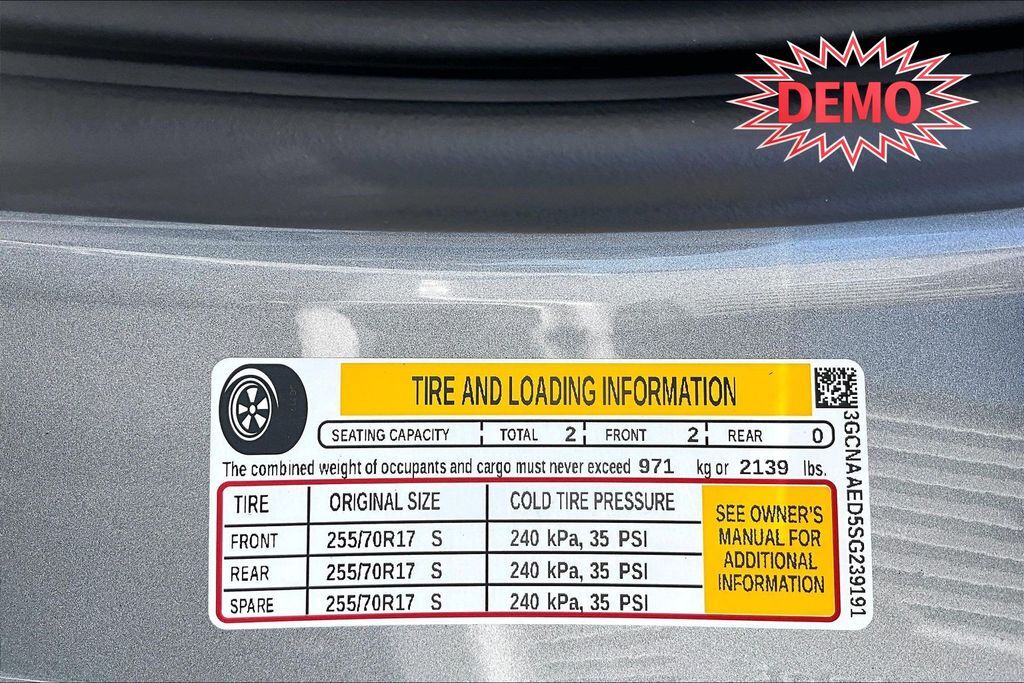 DEMO
TIRE AND LOADING INFORMATION
SEATING CAPACITY TOTAL 2 FRONT 2 REAR 0
The combined weight of occupants and cargo must never exceed 971 kg or 2139 lbs.
TIRE ORIGINAL SIZE COLD TIRE PRESSURE
FRONT 255/70R17 S 240 kPa, 35 PSI
REAR 255/70R17 S 240 kPa, 35 PSI
SPARE 255/70R17 S 240 kPa, 35 PSI
SEE OWNER'S
MANUAL FOR
ADDITIONAL
INFORMATION
3GCNAAED5SG239191